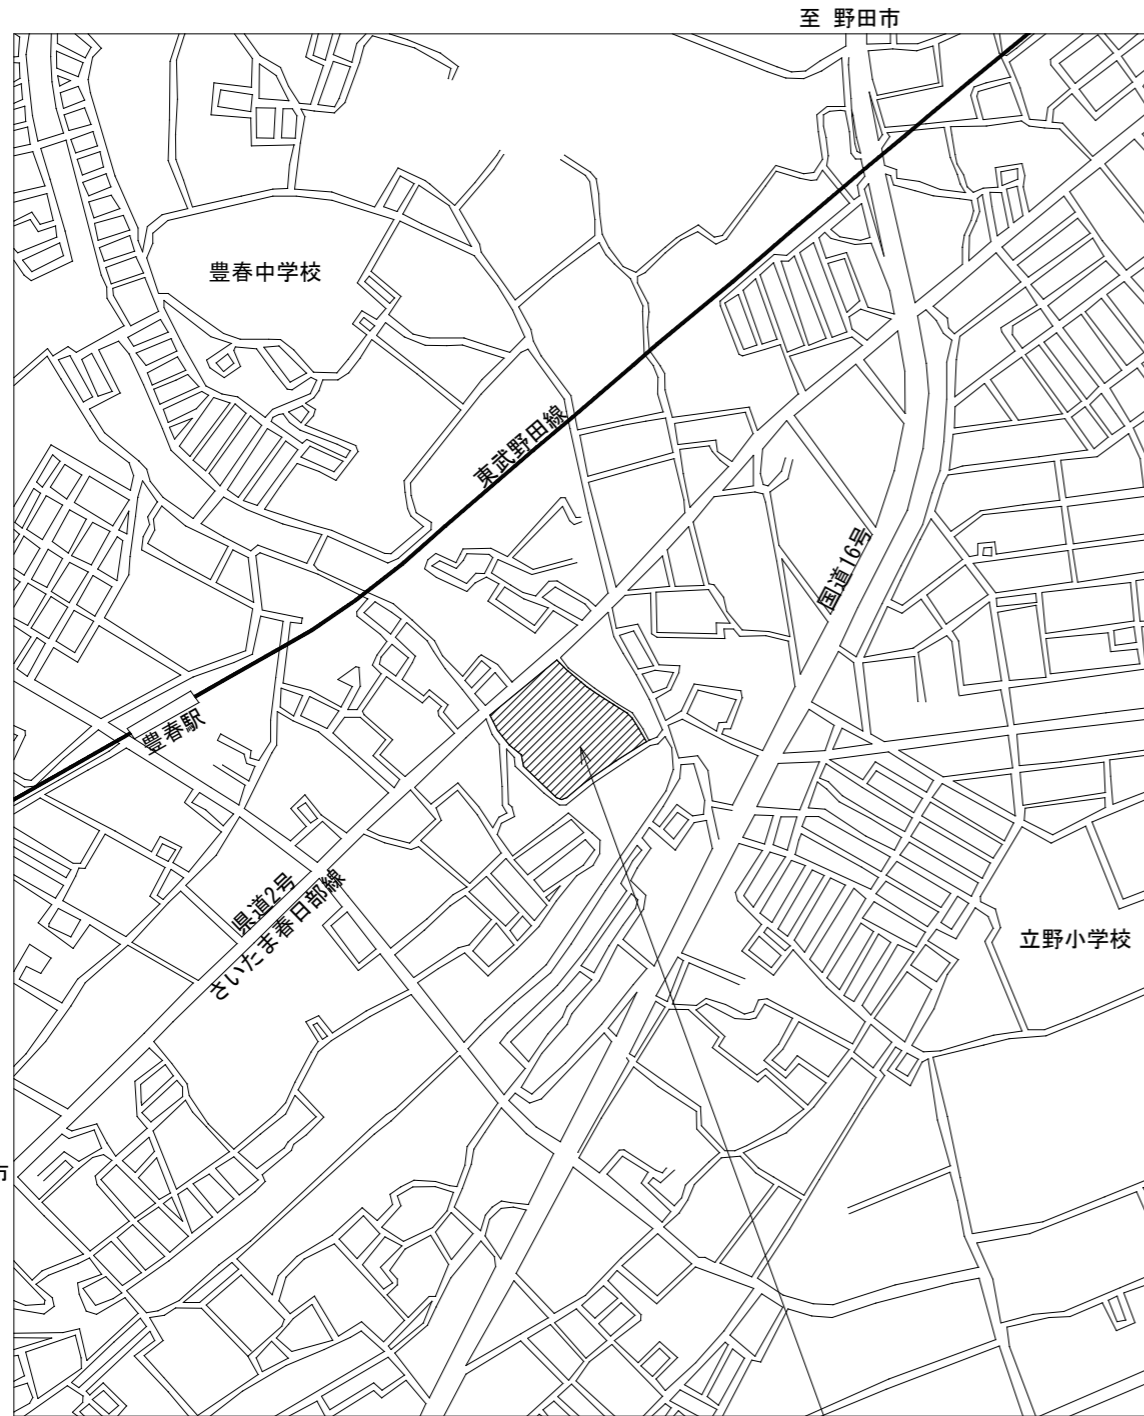 至 野田市
豊春中学校
東武野田線
国道16号
豊春駅
県道2号
さいたま春日部線
立野小学校
市